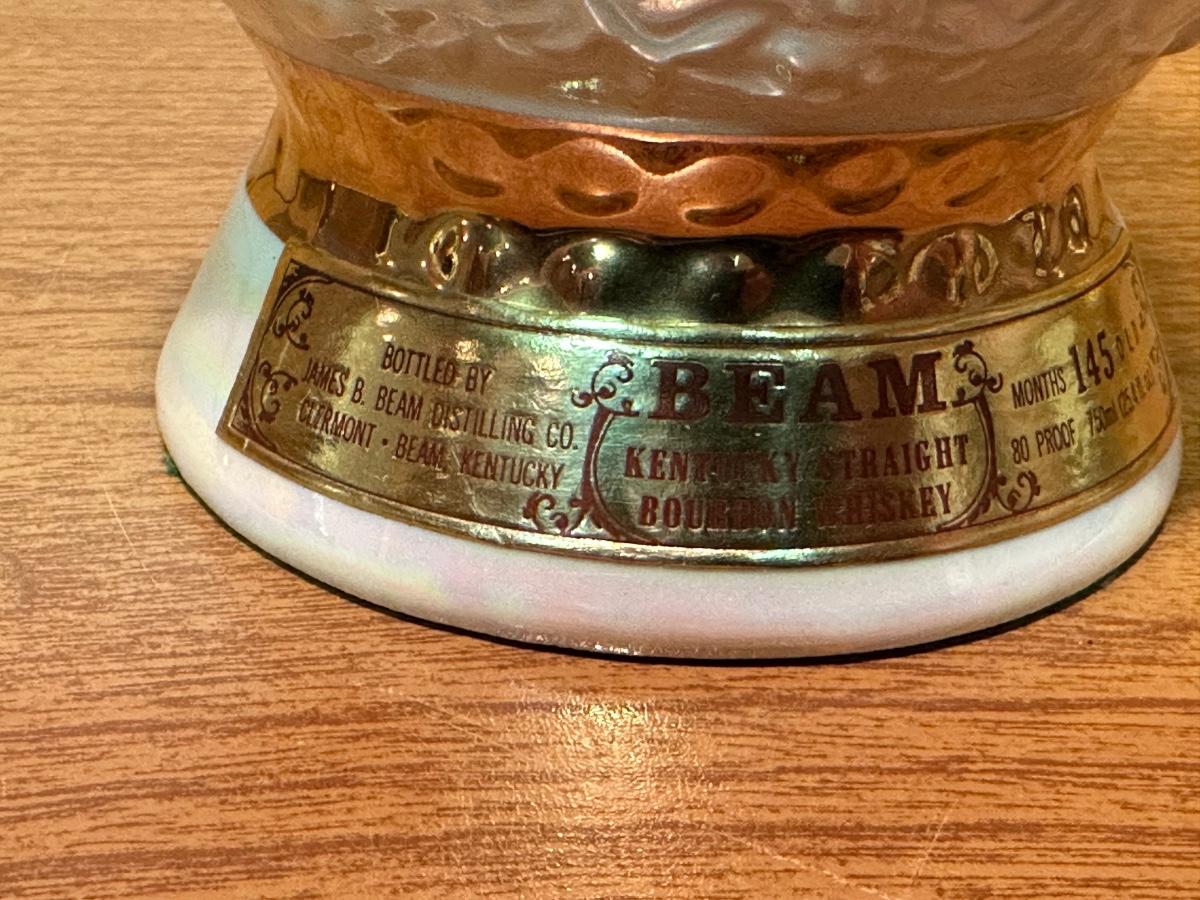 BOTTLED BY
JAMES B. BEAM DISTILLING CO.
CLERMONT • BEAM, KENTUCKY
BEAM
KENTUCKY STRAIGHT
BOURBON WHISKEY
MONTHS 145 OLD
80 PROOF 750ml